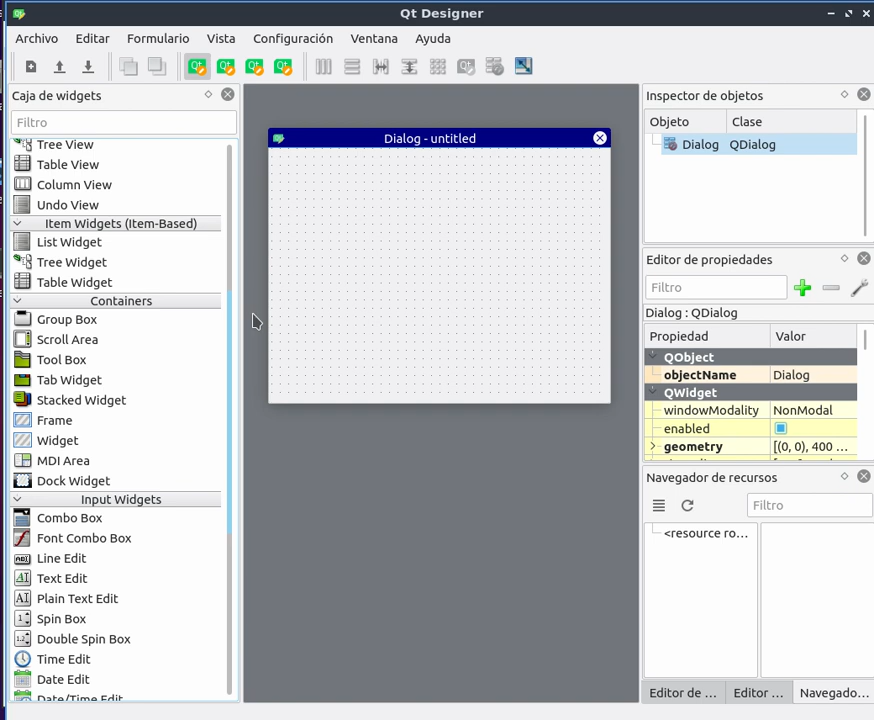 Qt Designer
Archivo Editar Formulario Vista Configuración Ventana Ayuda
Caja de widgets
Filtro
Tree View
Table View
Column View
Undo View
Item Widgets (Item-Based)
List Widget
Tree Widget
Table Widget
Containers
Group Box
Scroll Area
Tool Box
Tab Widget
Stacked Widget
Frame
Widget
MDI Area
Dock Widget
Input Widgets
Combo Box
Font Combo Box
Line Edit
Text Edit
Plain Text Edit
Spin Box
Double Spin Box
Time Edit
Date Edit
Date/Time Edit
Dialog - untitled
Inspector de objetos
Objeto Clase
Dialog QDialog
Editor de propiedades
Filtro
Dialog : QDialog
Propiedad Valor
QObject
objectName Dialog
QWidget
windowModality NonModal
enabled
geometry [(0, 0), 400 ...
Navegador de recursos
Filtro
<resource ro...
Editor de ... Editor ... Navegado...